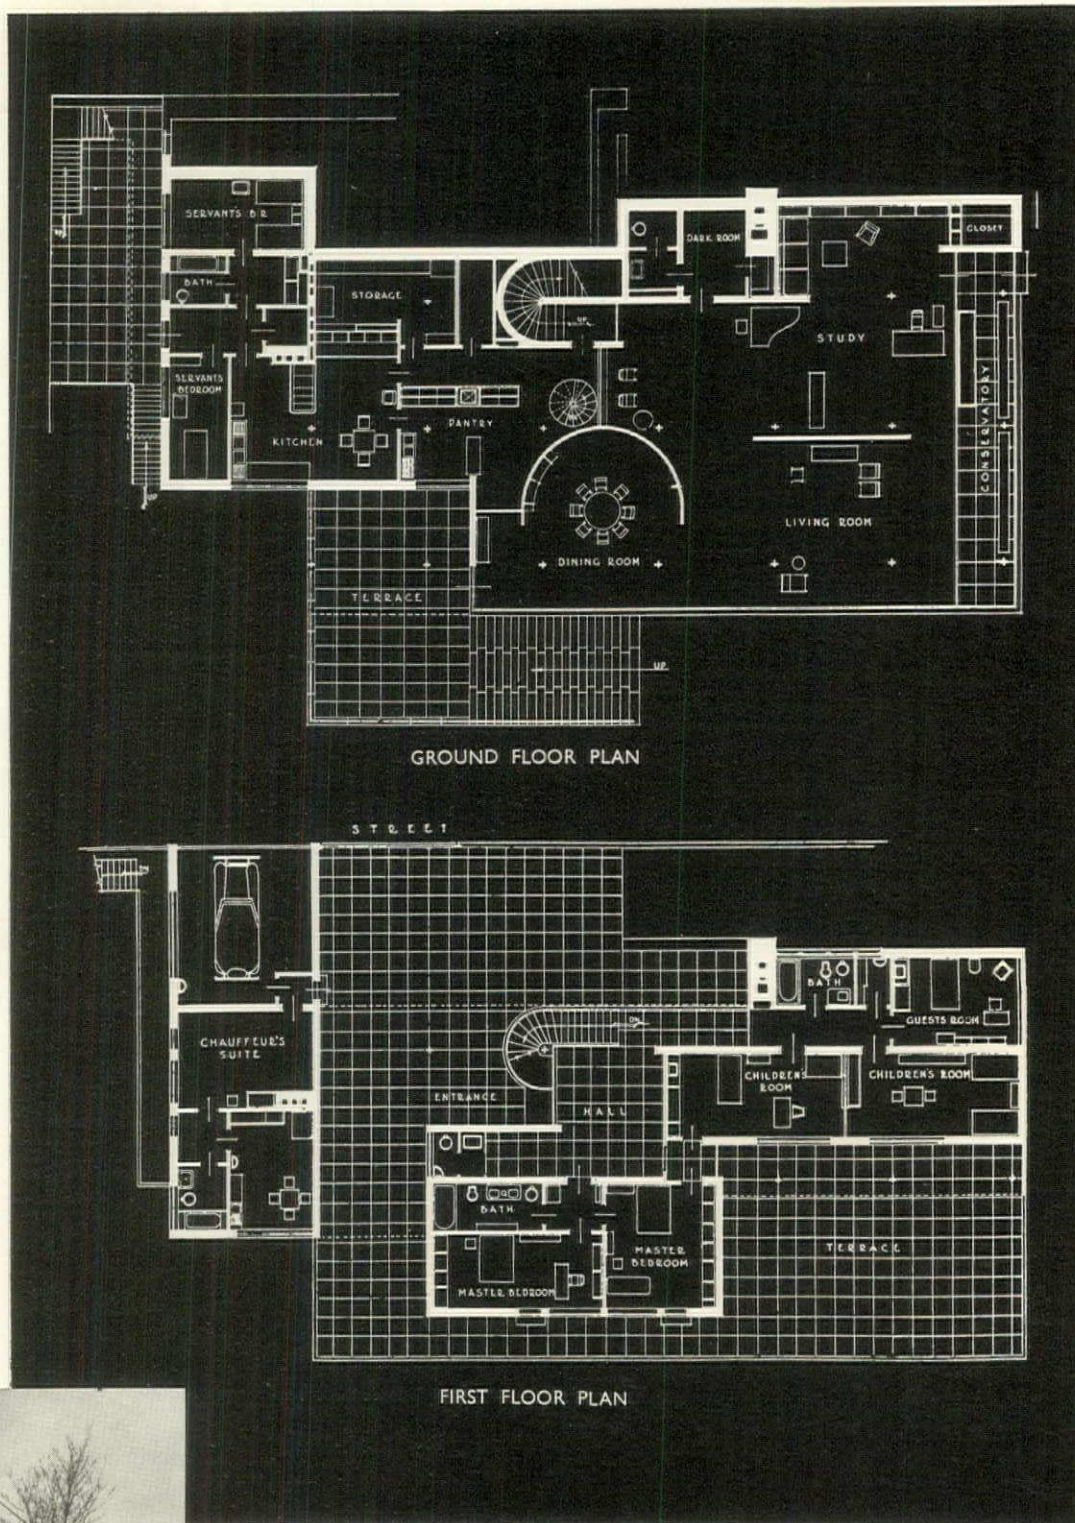 SERVANTS B R
DARK ROOM
CLOSET
BATH
STORAGE
UP
STUDY
SERVANTS
BEDROOM
PANTRY
KITCHEN
CONSERVATORY
LIVING ROOM
UP
DINING ROOM
TERRACE
UP
GROUND FLOOR PLAN
STREET
BATH
GUESTS ROOM
CHAUFFEUR'S
SUITE
CHILDREN'S
ROOM
CHILDREN'S ROOM
ENTRANCE
HALL
BATH
MASTER
BEDROOM
TERRACE
MASTER BEDROOM
FIRST FLOOR PLAN